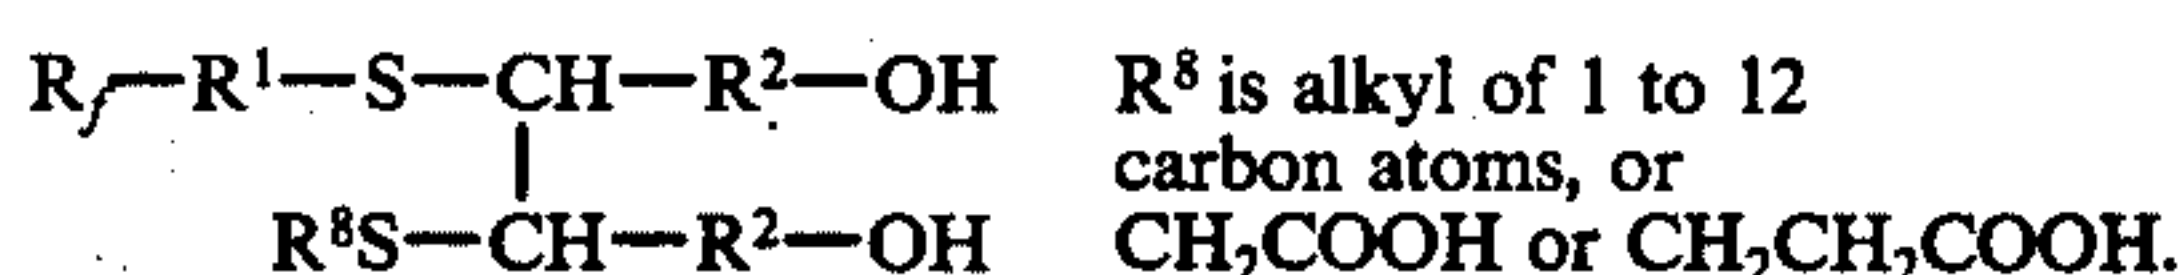 R_f—R¹—S—CH—R²—OH R⁸ is alkyl of 1 to 12
carbon atoms, or
R⁸S—CH—R²—OH CH₂COOH or CH₂CH₂COOH.